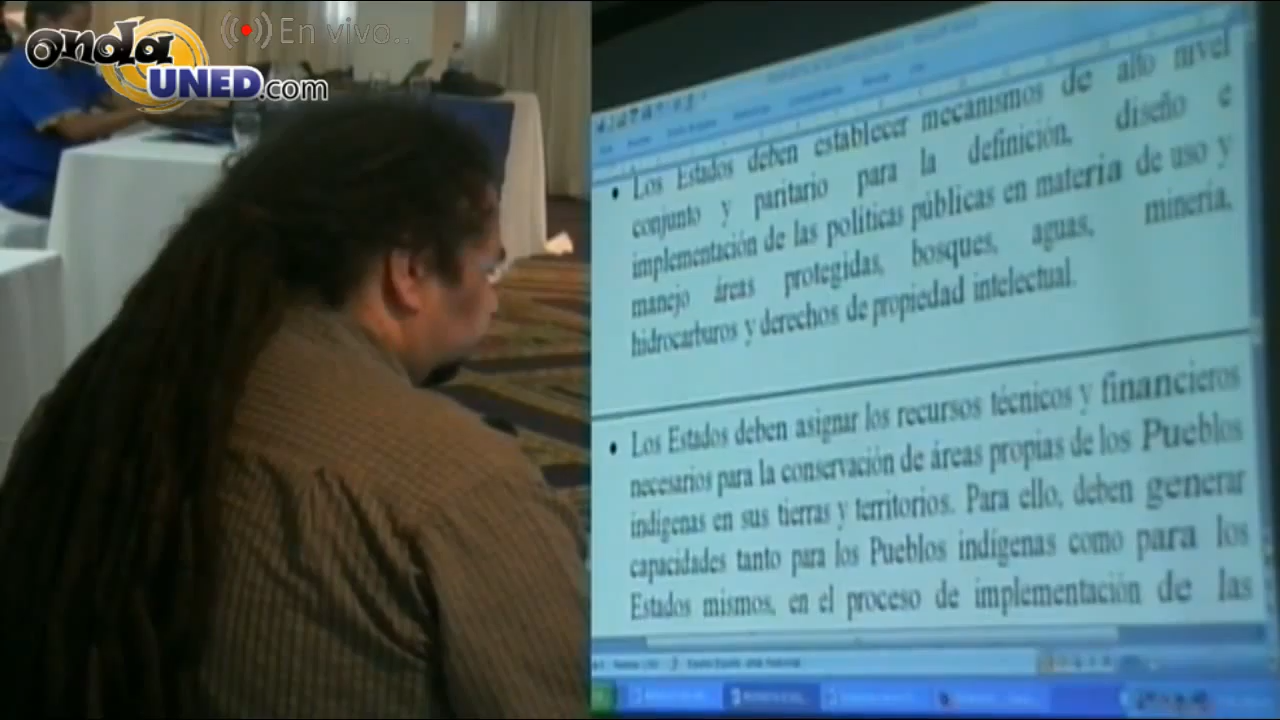 onda
UNED.com
En vivo..
• Los Estados deben establecer mecanismos de alto nivel
conjunto y paritario para la definición, diseño e
implementación de las políticas públicas en materia de uso y
manejo áreas protegidas, bosques, aguas, minería,
hidrocarburos y derechos de propiedad intelectual.
• Los Estados deben asignar los recursos técnicos y financieros
necesarios para la conservación de áreas propias de los Pueblos
indígenas en sus tierras y territorios. Para ello, deben generar
capacidades tanto para los Pueblos indígenas como para los
Estados mismos, en el proceso de implementación de las